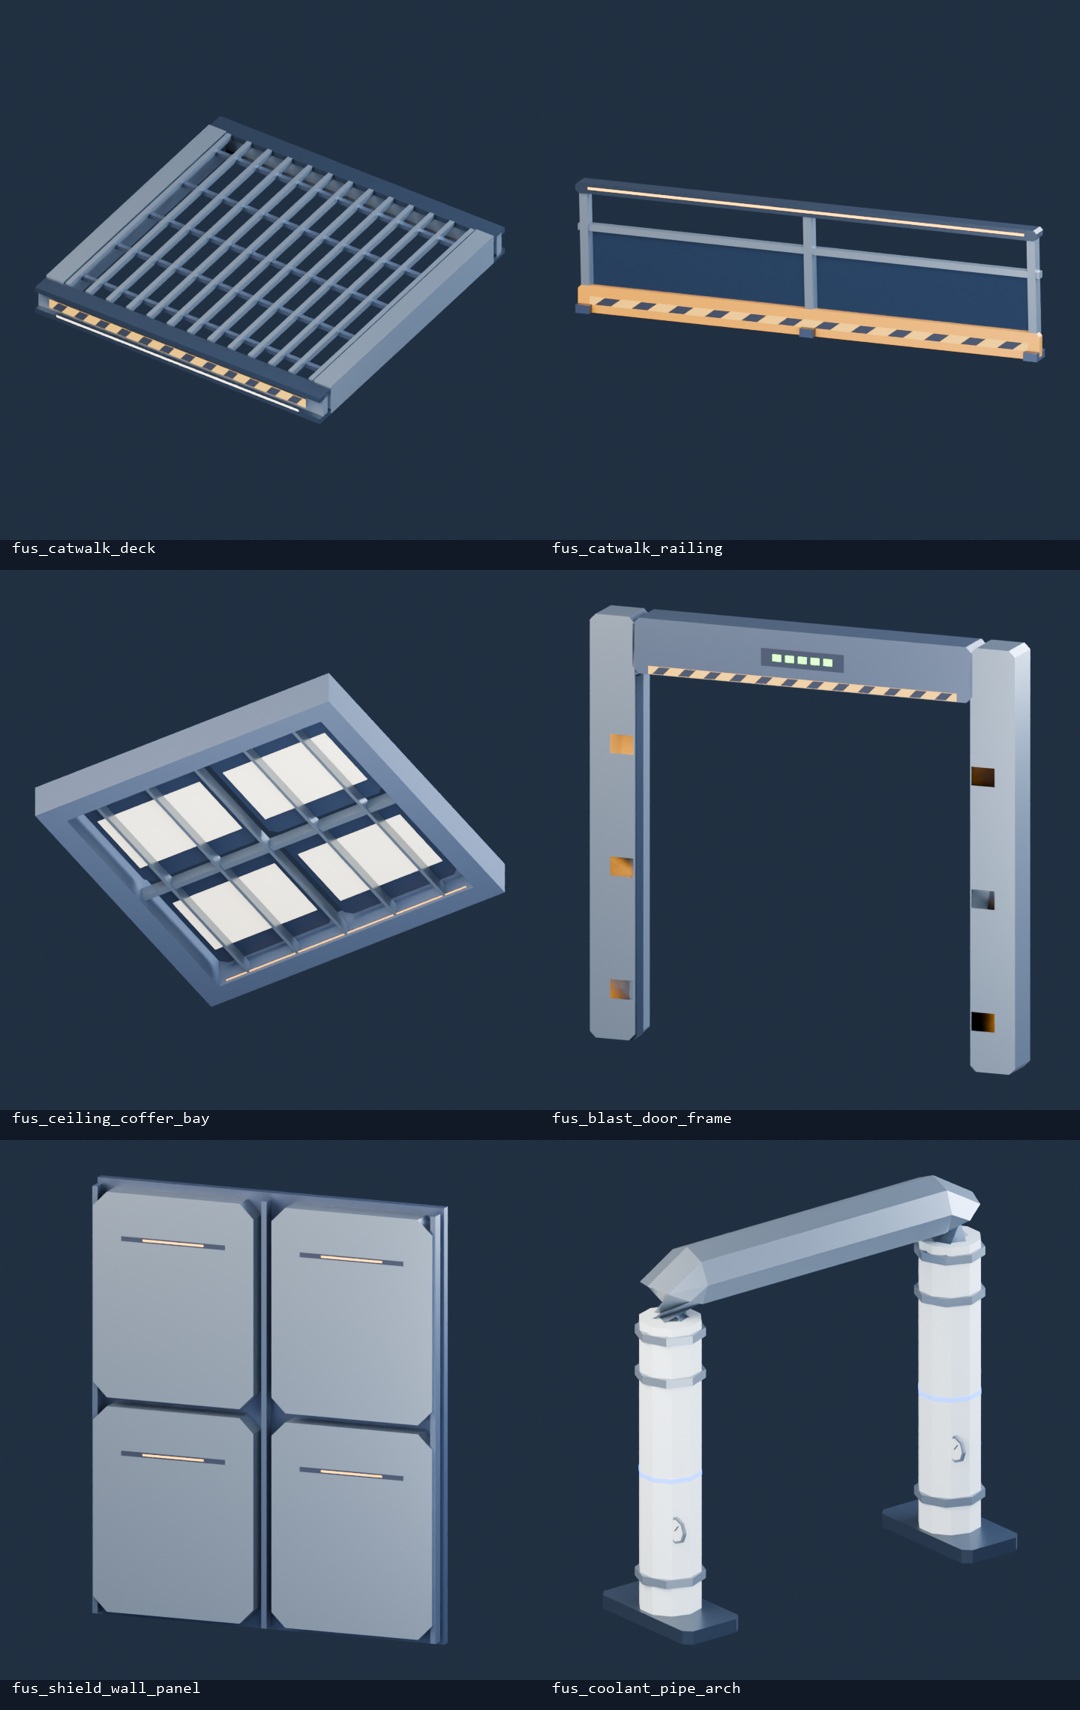 fus_catwalk_deck
fus_catwalk_railing
fus_ceiling_coffer_bay
fus_blast_door_frame
fus_shield_wall_panel
fus_coolant_pipe_arch